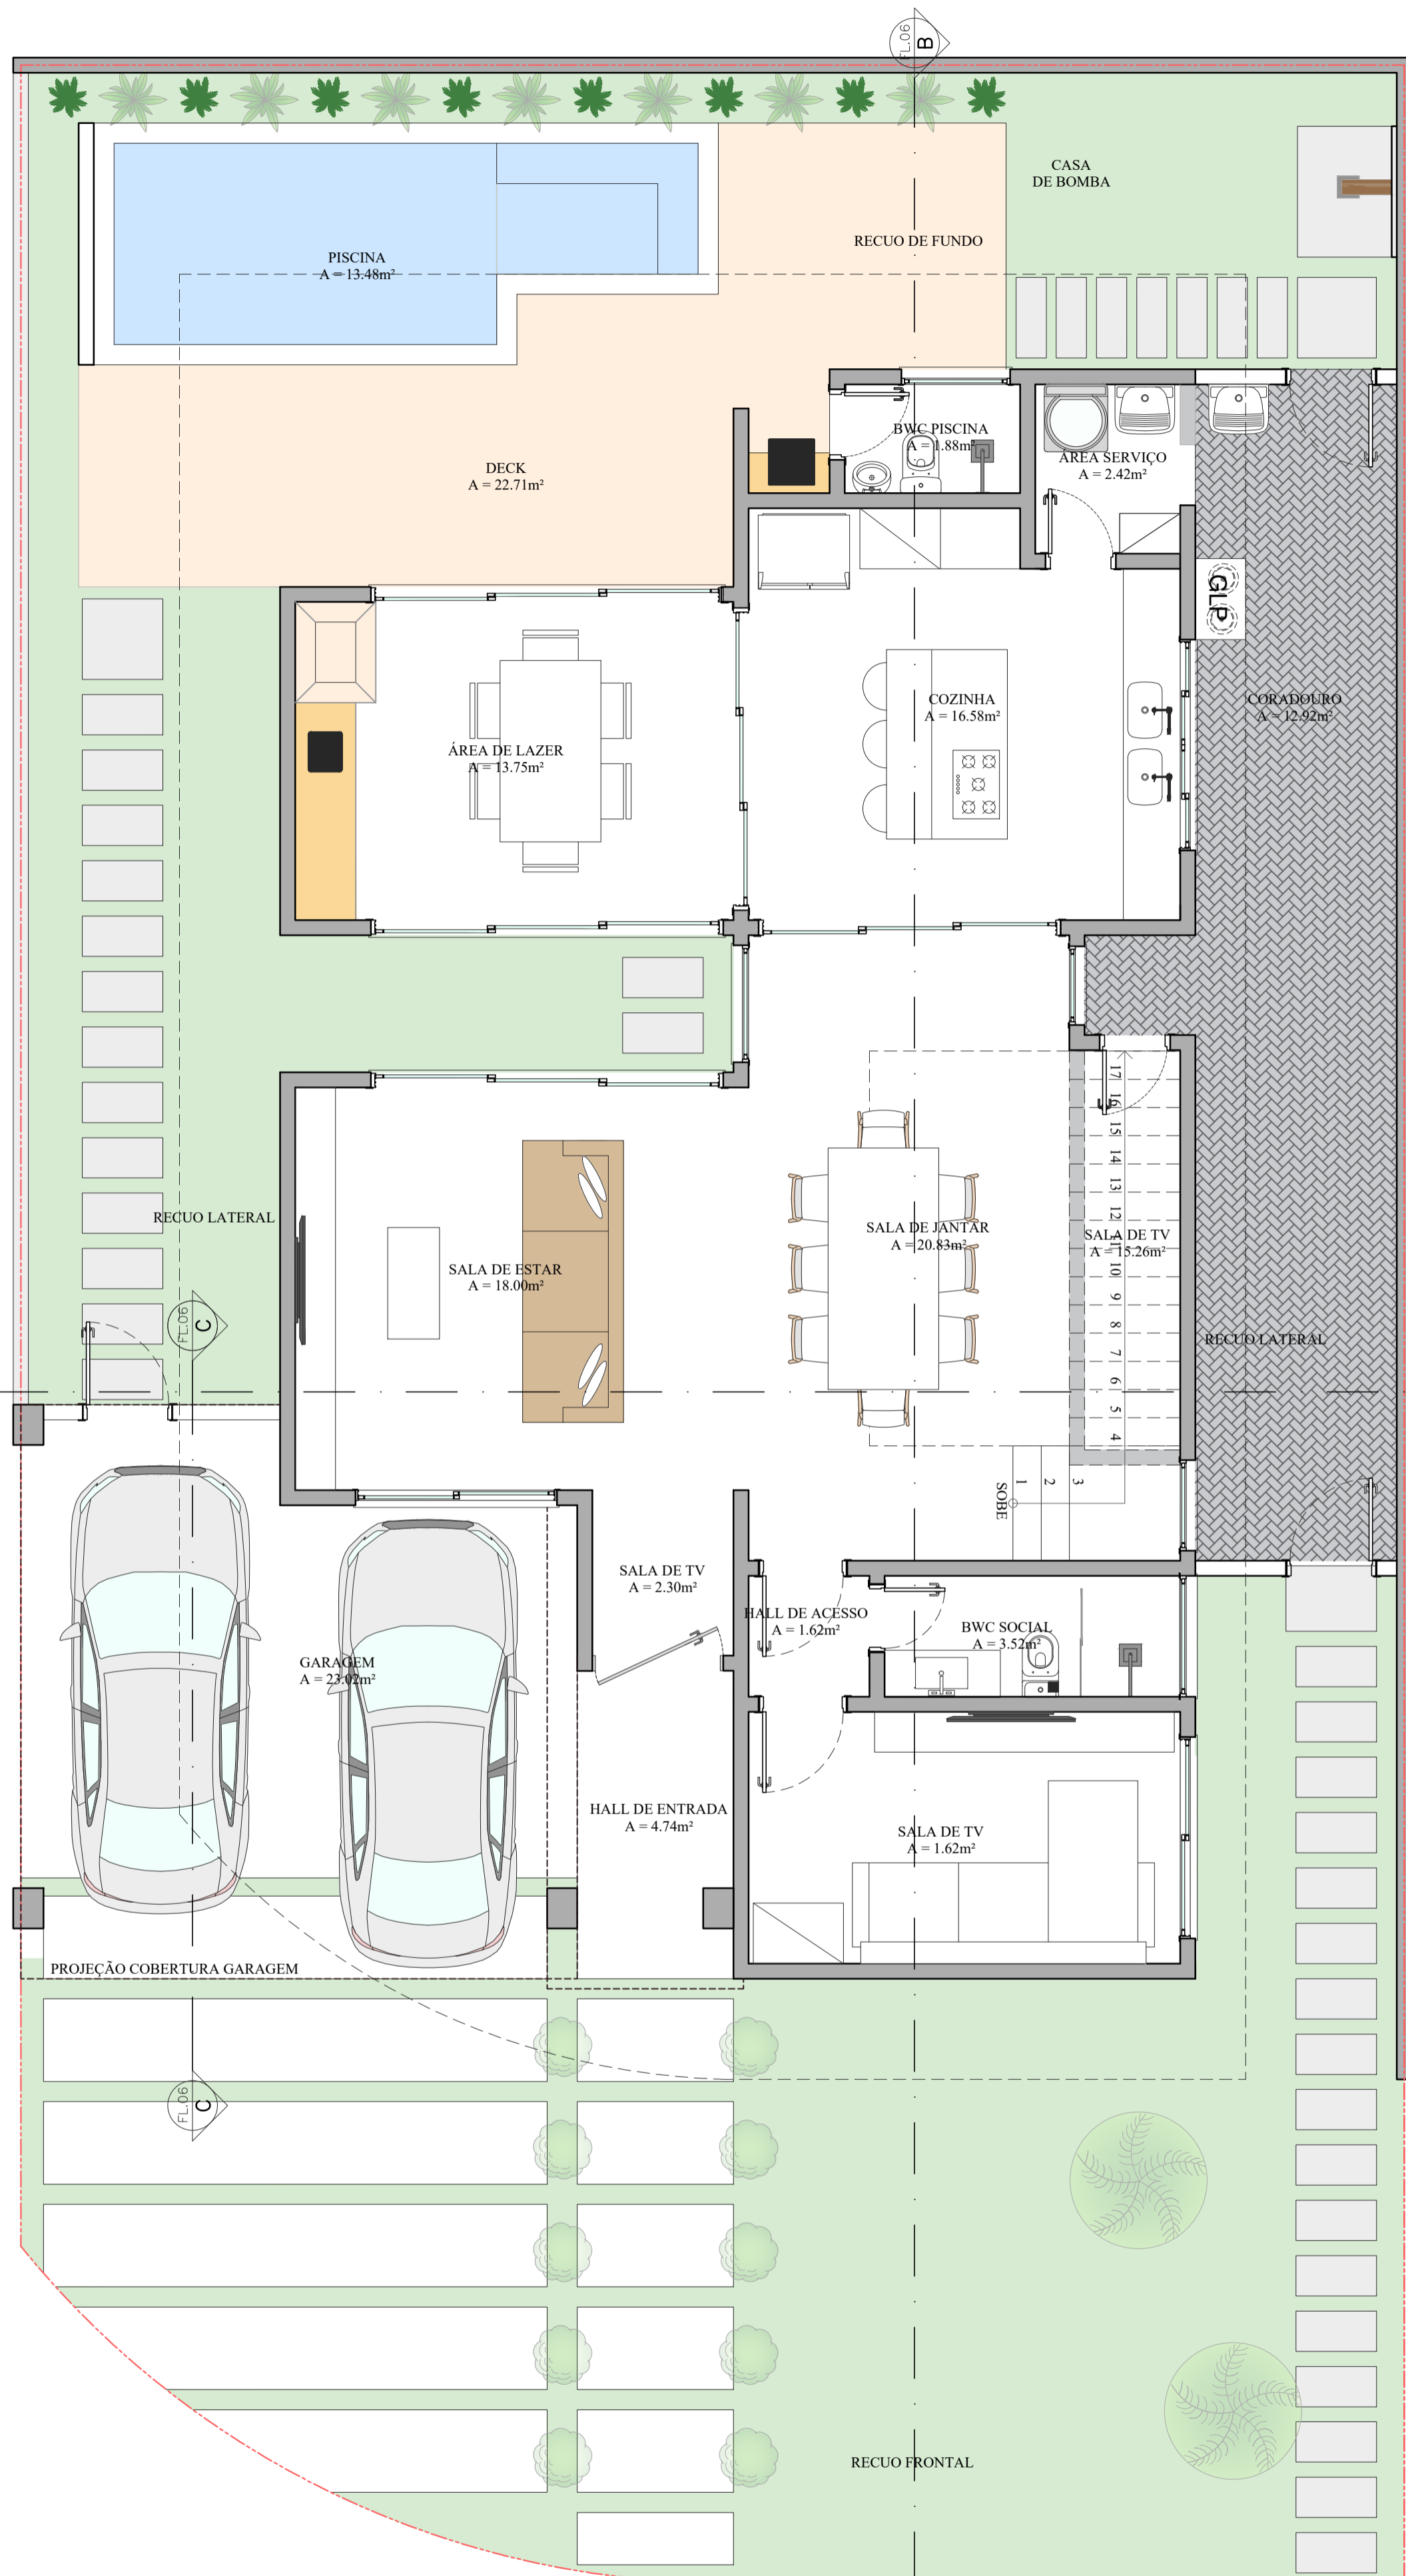 FL.06
B
CASA
DE BOMBA
RECUO DE FUNDO
PISCINA
A = 13.48m²
BWC PISCINA
A = 1.88m²
ÁREA SERVIÇO
A = 2.42m²
DECK
A = 22.71m²
GLP
COZINHA
A = 16.58m²
CORADOURO
A = 12.92m²
ÁREA DE LAZER
A = 13.75m²
17
16
15
14
13
12
11
10
9
8
7
6
5
4
3
2
1
SOBE
RECUO LATERAL
SALA DE JANTAR
A = 20.83m²
SALA DE TV
A = 15.26m²
SALA DE ESTAR
A = 18.00m²
FL.06
C
RECUO LATERAL
SALA DE TV
A = 2.30m²
HALL DE ACESSO
A = 1.62m²
BWC SOCIAL
A = 3.52m²
GARAGEM
A = 23.02m²
HALL DE ENTRADA
A = 4.74m²
SALA DE TV
A = 1.62m²
PROJEÇÃO COBERTURA GARAGEM
FL.06
C
RECUO FRONTAL